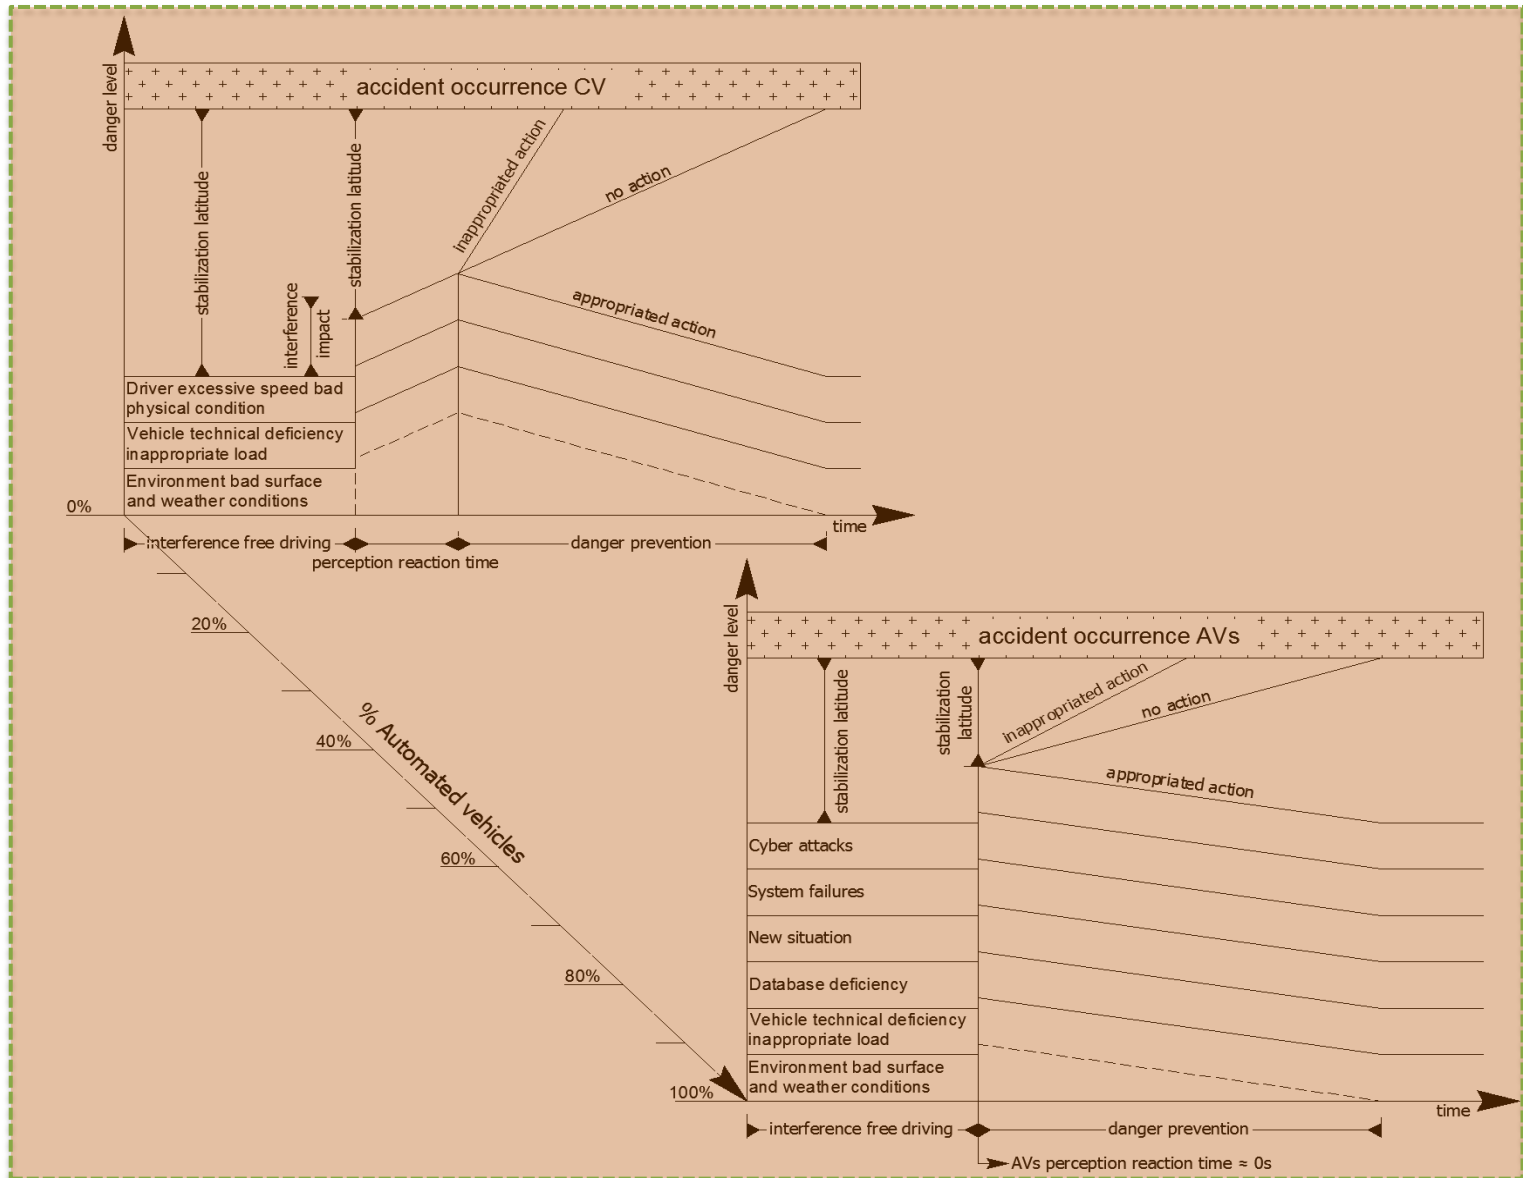 danger level
accident occurrence CV
stabilization latitude
stabilization latitude
interference
impact
inappropriated action
no action
appropriated action
Driver excessive speed bad
physical condition
Vehicle technical deficiency
inappropriate load
Environment bad surface
and weather conditions
0%
time
interference free driving
danger prevention
perception reaction time
20%
40%
60%
80%
100%
% Automated vehicles
danger level
accident occurrence AVs
stabilization latitude
stabilization
latitude
inappropriated action
no action
appropriated action
Cyber attacks
System failures
New situation
Database deficiency
Vehicle technical deficiency
inappropriate load
Environment bad surface
and weather conditions
time
interference free driving
danger prevention
AVs perception reaction time ≈ 0s